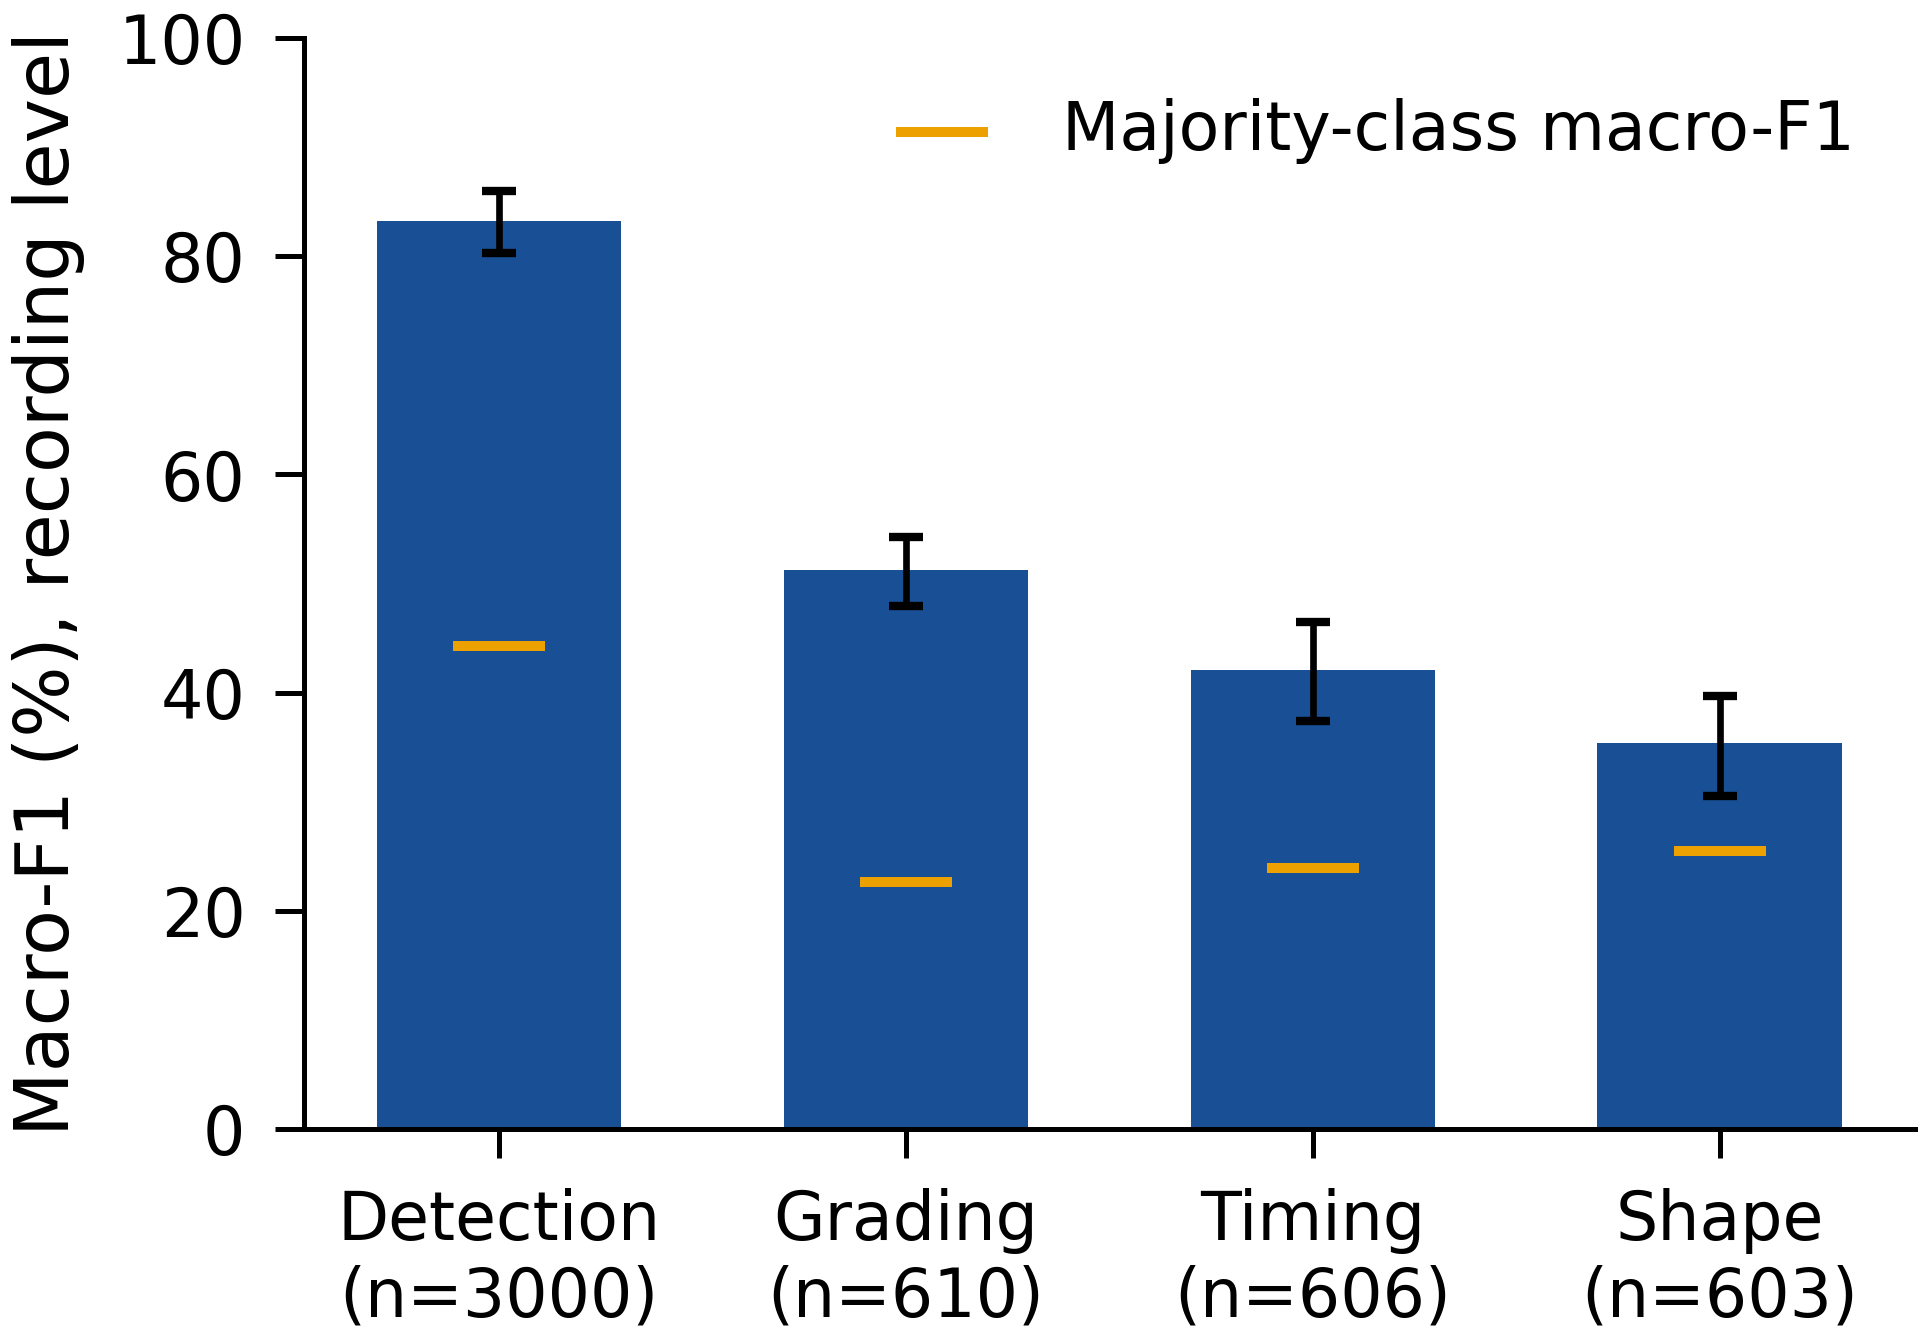 Macro-F1 (%), recording level
100
80
60
40
20
0
Majority-class macro-F1
Detection
(n=3000)
Grading
(n=610)
Timing
(n=606)
Shape
(n=603)